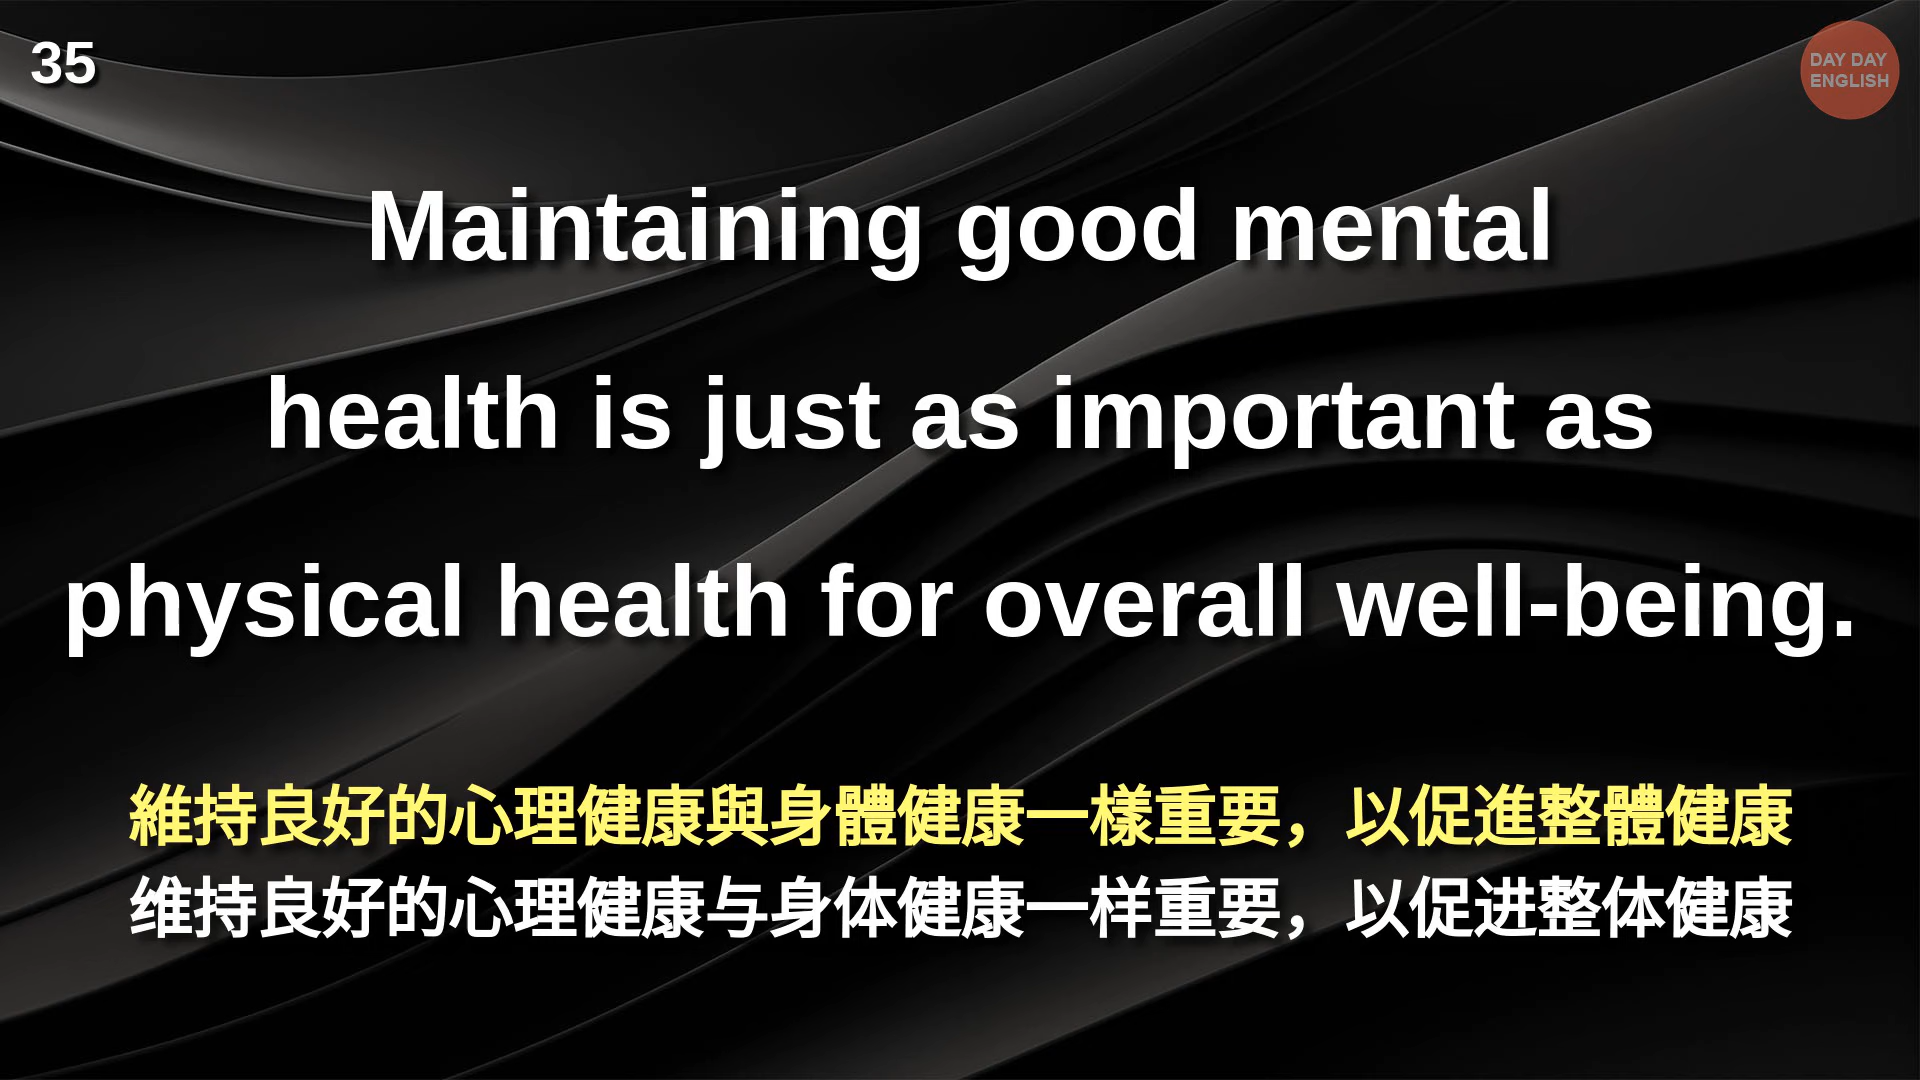 35
DAY DAY
ENGLISH
Maintaining good mental
health is just as important as
physical health for overall well-being.
維持良好的心理健康與身體健康一樣重要，以促進整體健康
维持良好的心理健康与身体健康一样重要，以促进整体健康